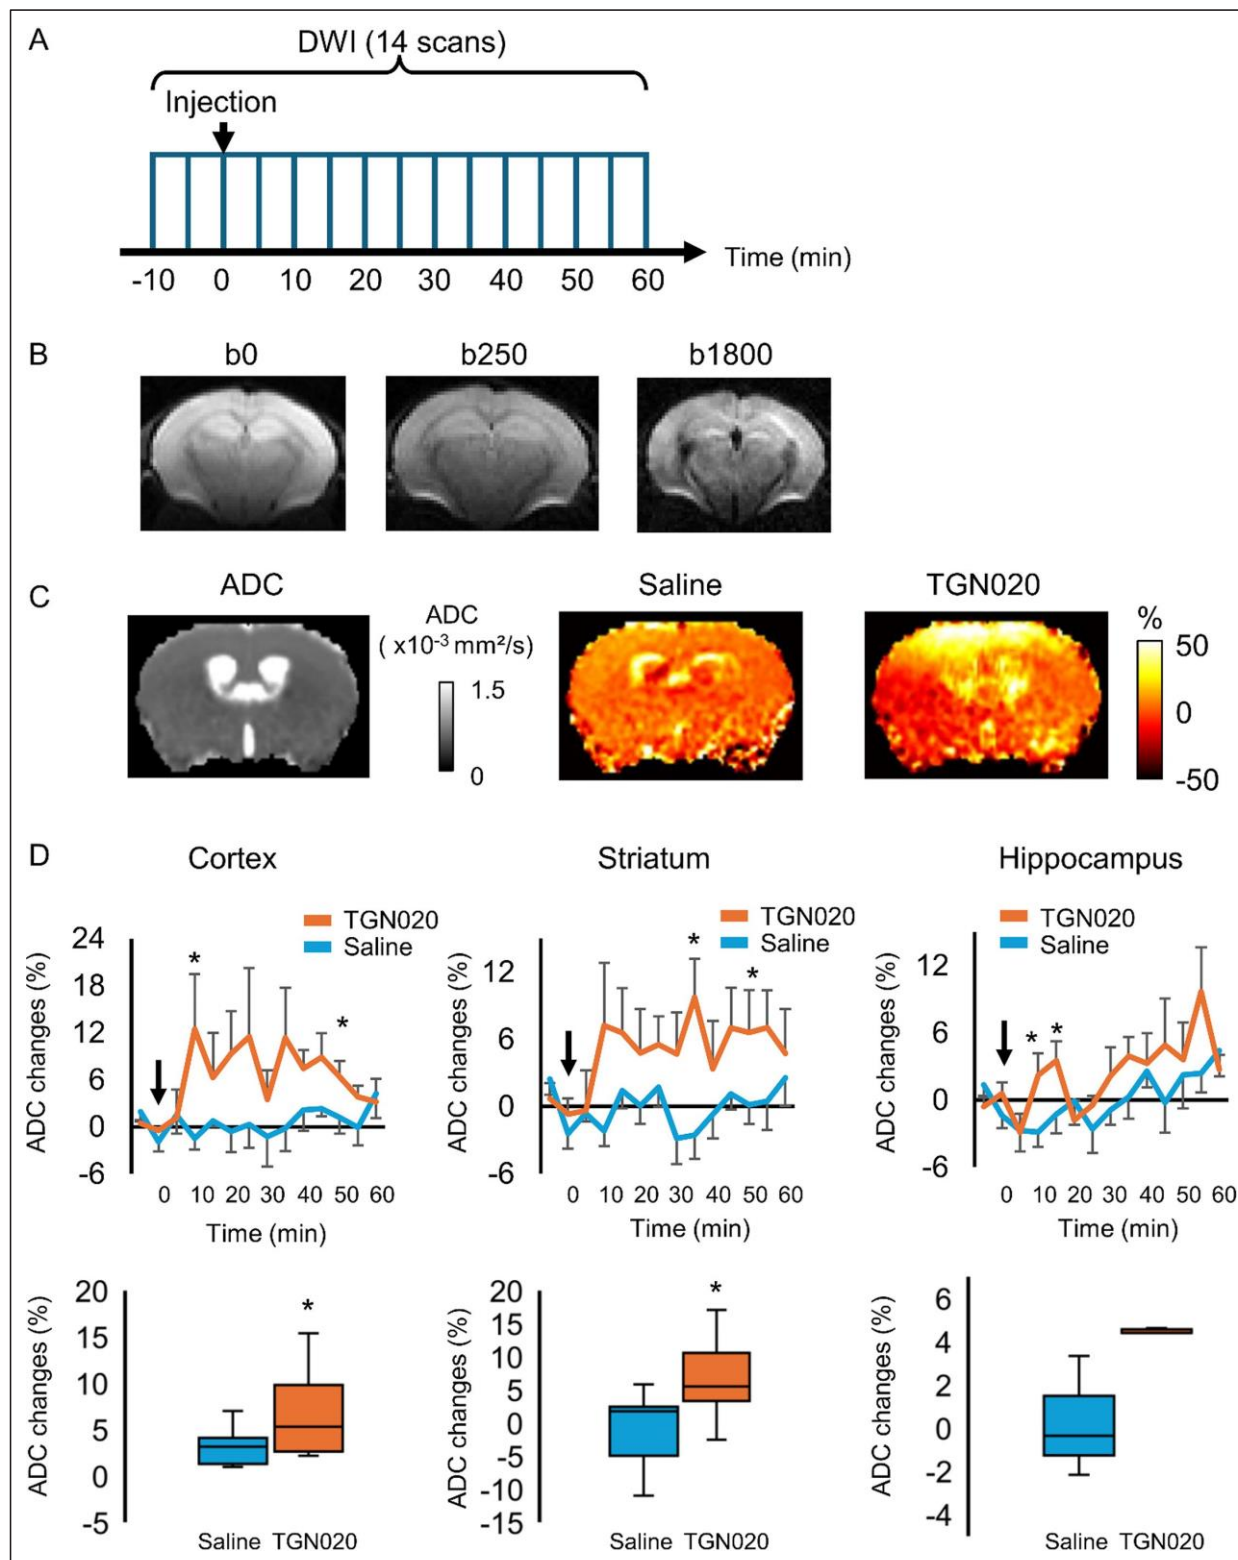 A
DWI (14 scans)
Injection
-10 0 10 20 30 40 50 60
Time (min)
B
b0 b250 b1800
C
ADC Saline TGN020
ADC
( x10⁻³ mm²/s)
1.5
0
%
50
0
-50
D
Cortex Striatum Hippocampus
TGN020
Saline
ADC changes (%)
24
18
12
6
0
-6
*
*
0 10 20 30 40 50 60
Time (min)
TGN020
Saline
ADC changes (%)
12
6
0
-6
*
*
0 10 20 30 40 50 60
Time (min)
TGN020
Saline
ADC changes (%)
12
6
0
-6
* *
0 10 20 30 40 50 60
Time (min)
ADC changes (%)
20
15
10
5
0
-5
*
Saline TGN020
ADC changes (%)
20
15
10
5
0
-5
-10
-15
*
Saline TGN020
ADC changes (%)
6
4
2
0
-2
-4
Saline TGN020